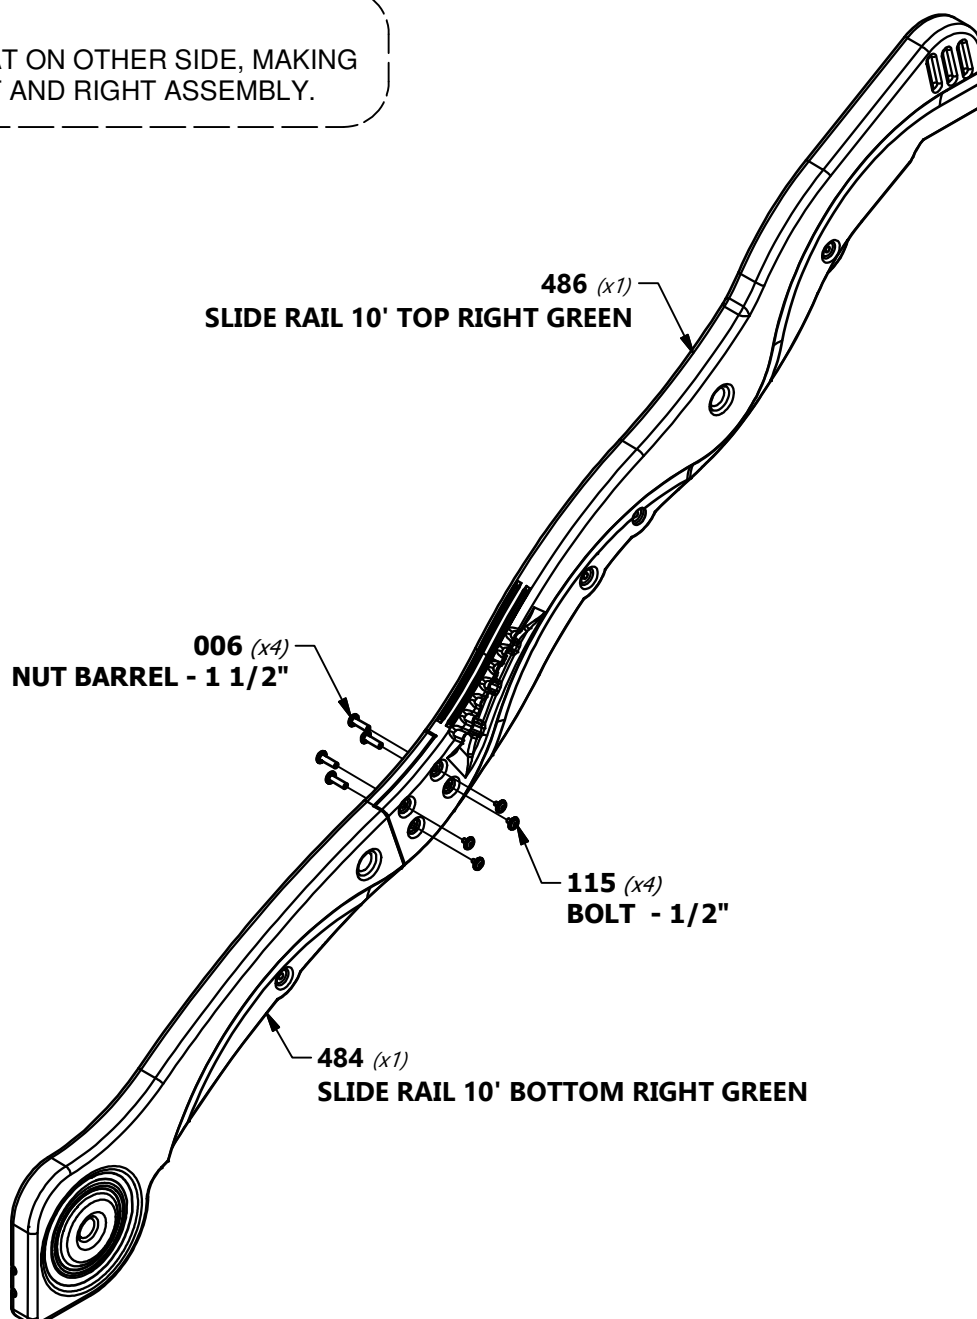 ON OTHER SIDE, MAKING
AND RIGHT ASSEMBLY.
486 (x1)
SLIDE RAIL 10' TOP RIGHT GREEN
006 (x4)
NUT BARREL - 1 1/2"
115 (x4)
BOLT - 1/2"
484 (x1)
SLIDE RAIL 10' BOTTOM RIGHT GREEN